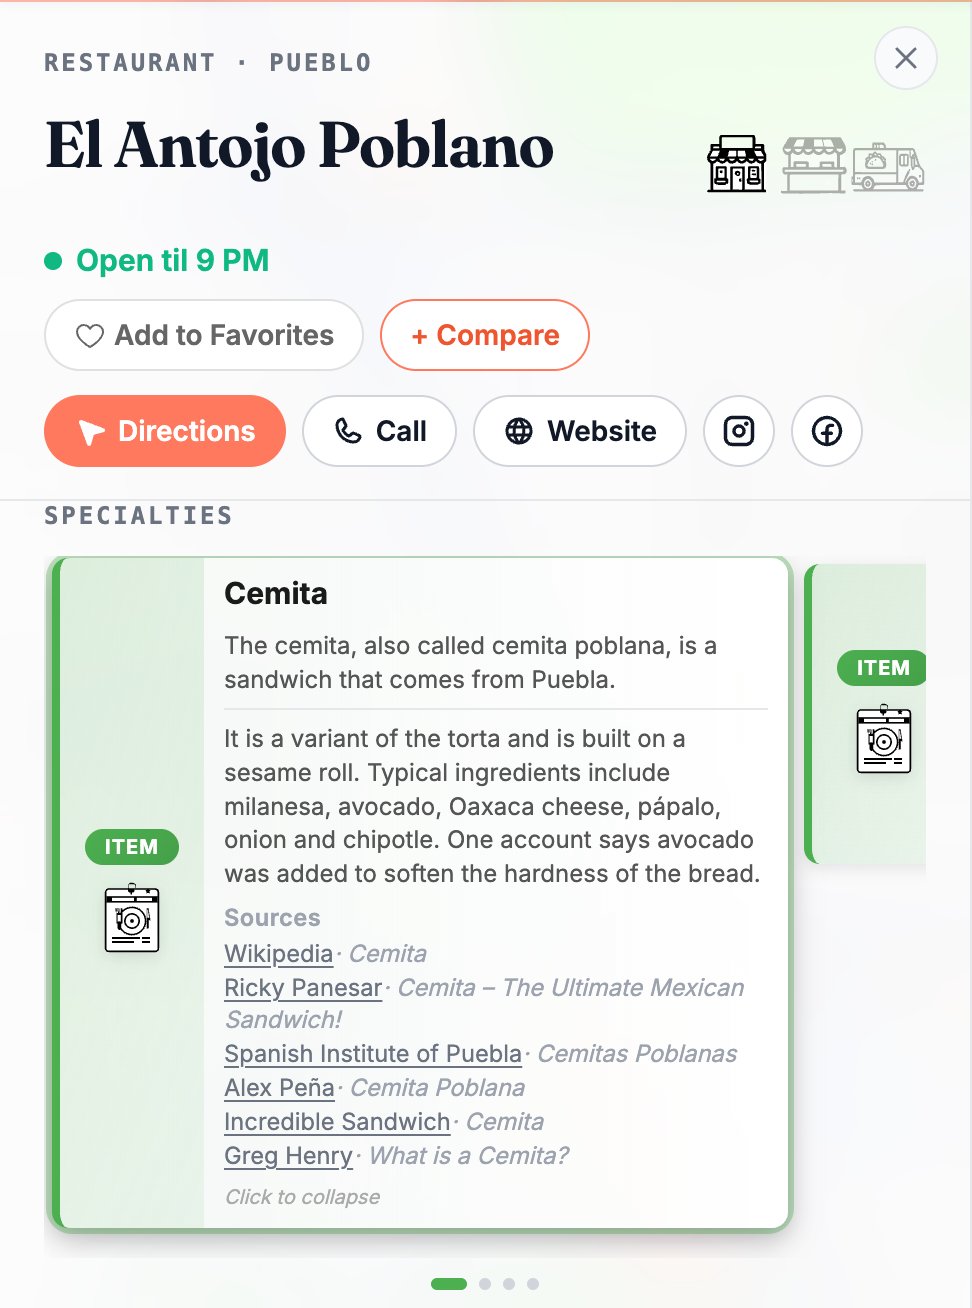 RESTAURANT · PUEBLO
El Antojo Poblano
Open til 9 PM
Add to Favorites
+ Compare
Directions
Call
Website
SPECIALTIES
ITEM
Cemita
The cemita, also called cemita poblana, is a
sandwich that comes from Puebla.
It is a variant of the torta and is built on a
sesame roll. Typical ingredients include
milanesa, avocado, Oaxaca cheese, pápalo,
onion and chipotle. One account says avocado
was added to soften the hardness of the bread.
Sources
Wikipedia · Cemita
Ricky Panesar · Cemita – The Ultimate Mexican
Sandwich!
Spanish Institute of Puebla · Cemitas Poblanas
Alex Peña · Cemita Poblana
Incredible Sandwich · Cemita
Greg Henry · What is a Cemita?
Click to collapse
ITEM